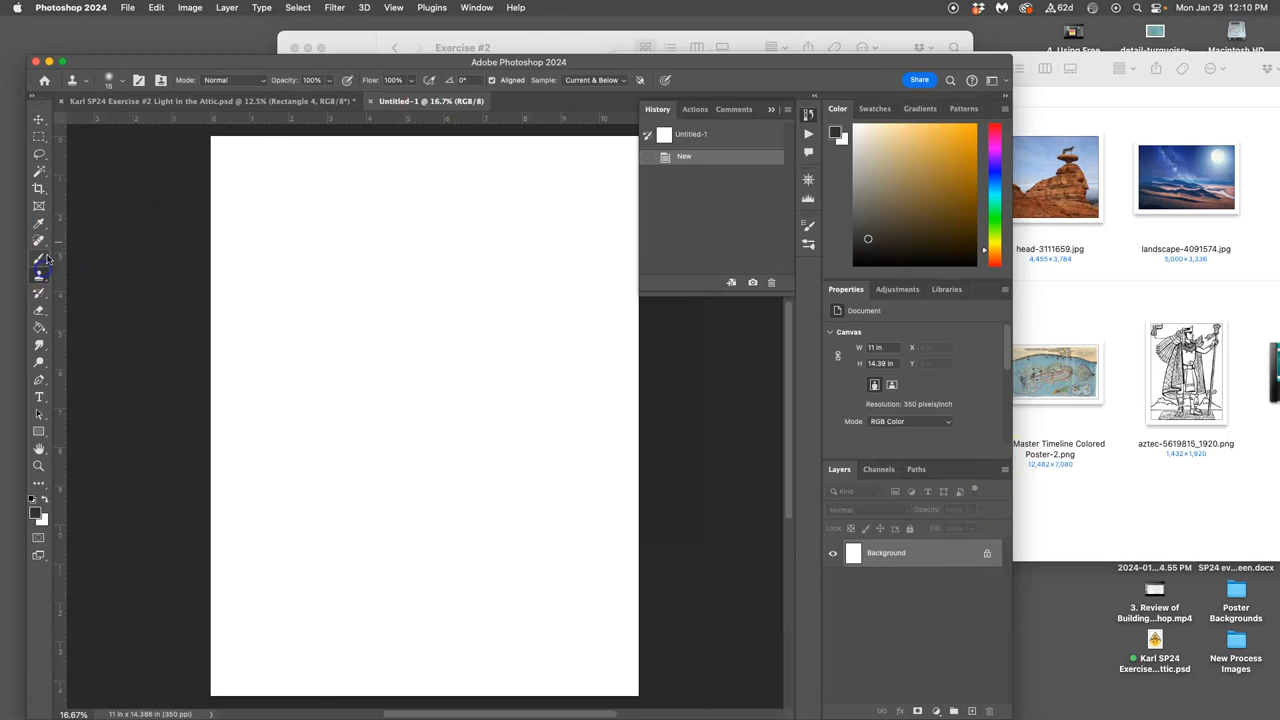 Photoshop 2024 File Edit Image Layer Type Select Filter 3D View Plugins Window Help 62d Mon Jan 29 12:10 PM
Exercise #2
4. Using Free
detail-turquoise-
Macintosh HD
Adobe Photoshop 2024
15 Mode: Normal Opacity: 100% Flow: 100% 0° Aligned Sample: Current & Below Share
Karl SP24 Exercise #2 Light in the Attic.psd @ 12.5% (Rectangle 4, RGB/8) * Untitled-1 @ 16.7% (RGB/8)
History Actions Comments
Untitled-1
New
Color Swatches Gradients Patterns
Properties Adjustments Libraries
Document
Canvas
W 11 in X
H 14.39 in Y
Resolution: 350 pixels/inch
Mode RGB Color
Layers Channels Paths
Kind
Normal Opacity: 100%
Lock: Fill: 100%
Background
head-3111659.jpg
4,455×3,784
landscape-4091574.jpg
5,000×3,336
Master Timeline Colored Poster-2.png
12,482×7,080
aztec-5619815_1920.png
1,432×1,920
2024-01...4.55 PM
SP24 ev...een.docx
3. Review of
Building...hop.mp4
Poster
Backgrounds
Karl SP24
Exercise...ttic.psd
New Process
Images
16.67% 11 in x 14.386 in (350 ppi)